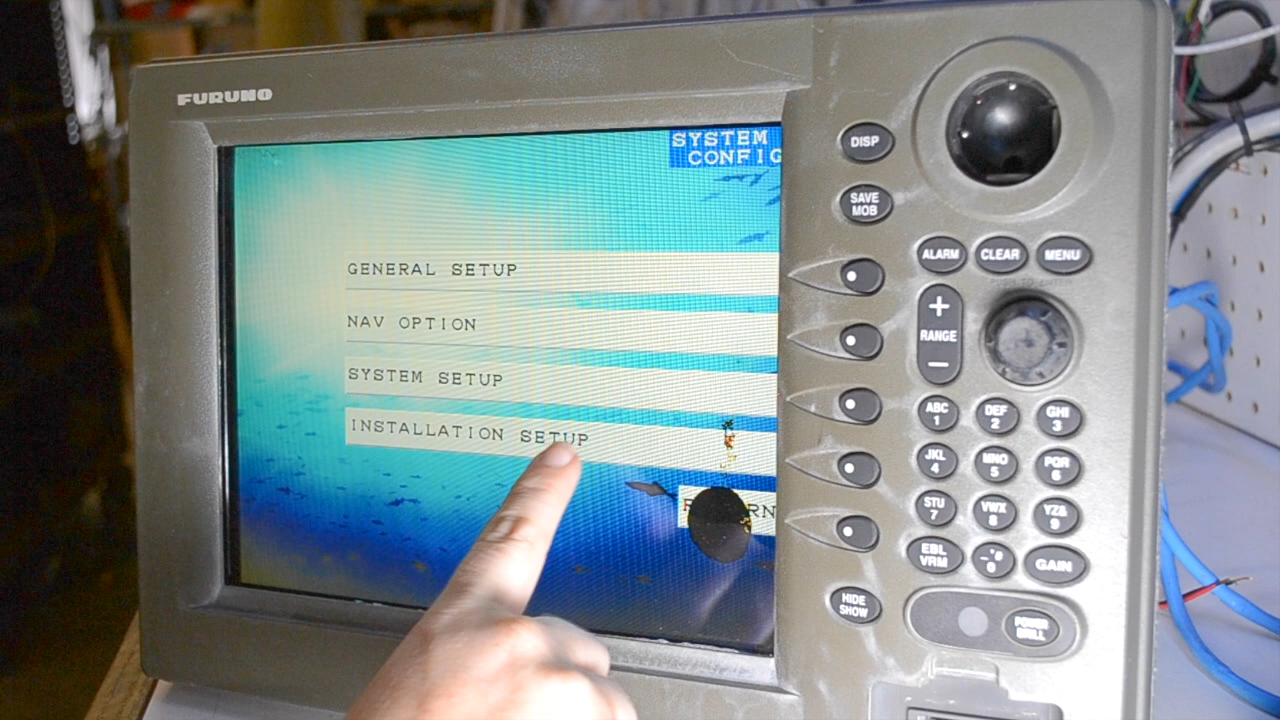 FURUNO
SYSTEM
CONFIG
GENERAL SETUP
NAV OPTION
SYSTEM SETUP
INSTALLATION SETUP
DISP
SAVE
MOB
ALARM
CLEAR
MENU
+
RANGE
−
ABC
1
DEF
2
GHI
3
JKL
4
MNO
5
PQR
6
STU
7
VWX
8
YZ&
9
EBL
VRM
0
GAIN
HIDE
SHOW
POWER
BRILL